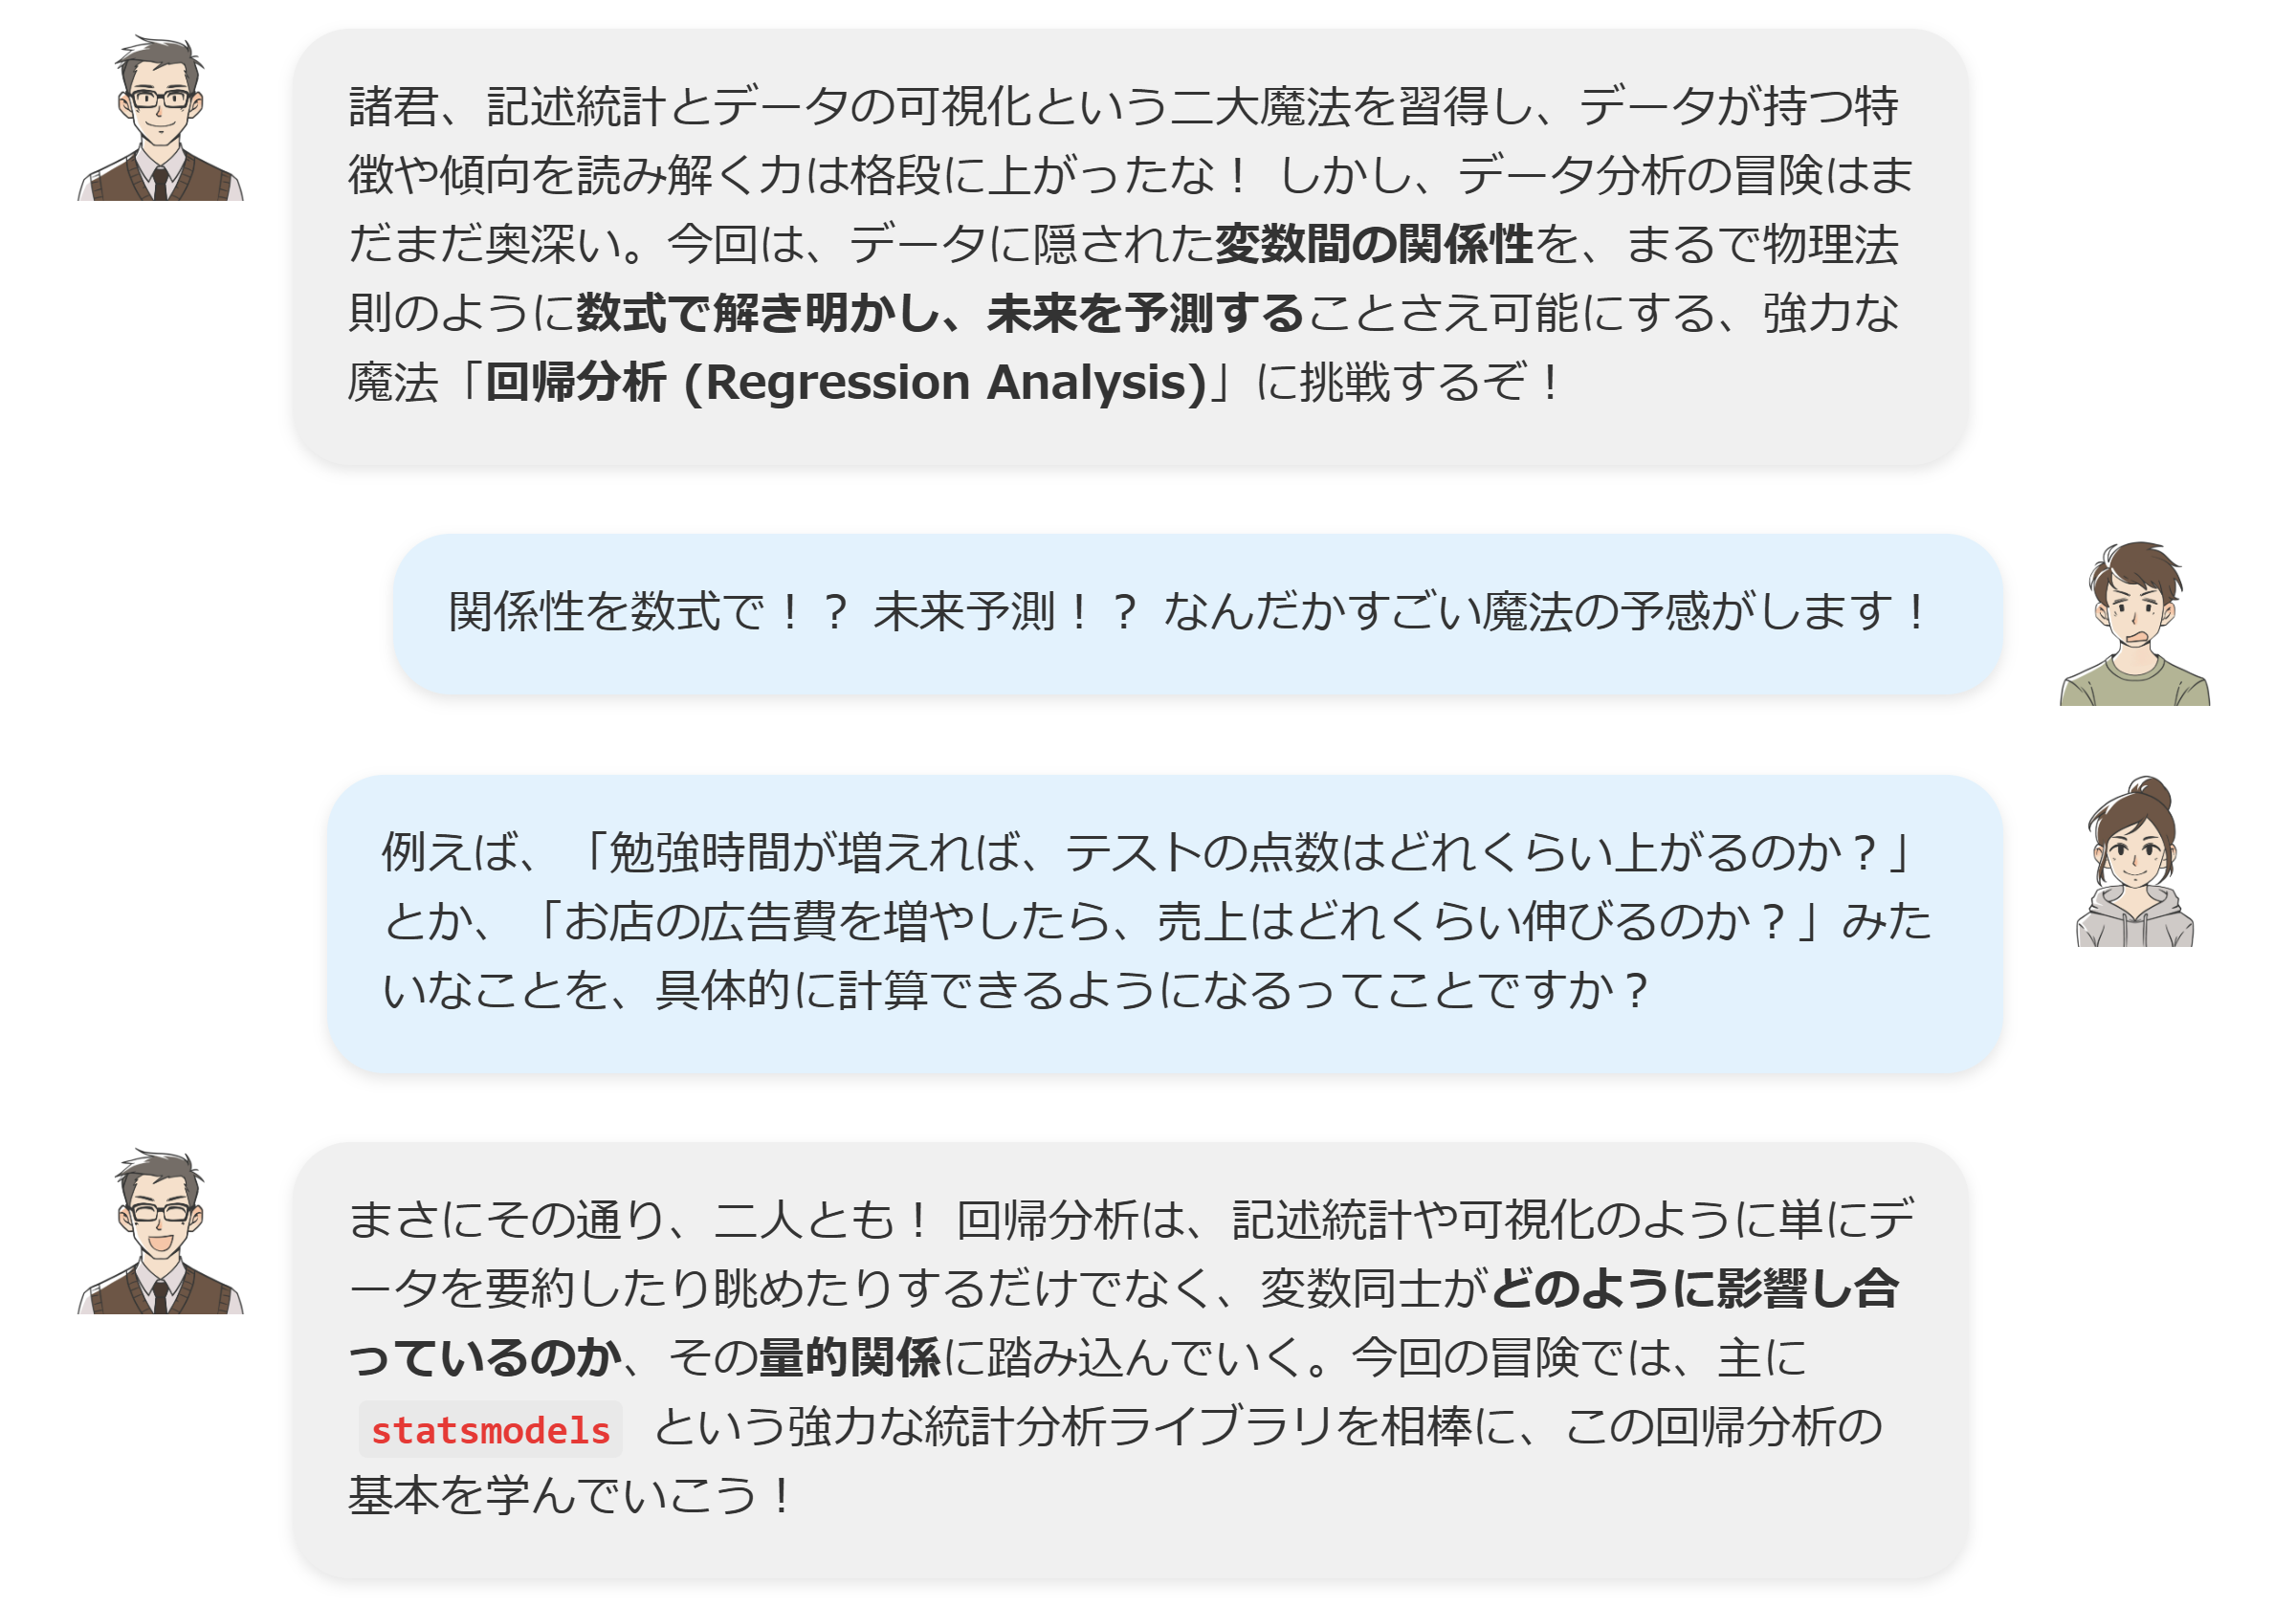 諸君、記述統計とデータの可視化という二大魔法を習得し、データが持つ特
徴や傾向を読み解く力は格段に上がったな！ しかし、データ分析の冒険はま
だまだ奥深い。今回は、データに隠された変数間の関係性を、まるで物理法
則のように数式で解き明かし、未来を予測することさえ可能にする、強力な
魔法「回帰分析 (Regression Analysis)」に挑戦するぞ！
関係性を数式で！？ 未来予測！？ なんだかすごい魔法の予感がします！
例えば、「勉強時間が増えれば、テストの点数はどれくらい上がるのか？」
とか、「お店の広告費を増やしたら、売上はどれくらい伸びるのか？」みた
いなことを、具体的に計算できるようになるってことですか？
まさにその通り、二人とも！ 回帰分析は、記述統計や可視化のように単にデ
ータを要約したり眺めたりするだけでなく、変数同士がどのように影響し合
っているのか、その量的関係に踏み込んでいく。今回の冒険では、主に
statsmodels という強力な統計分析ライブラリを相棒に、この回帰分析の
基本を学んでいこう！